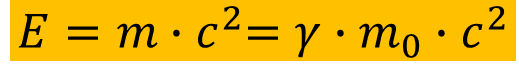 E = m · c² = γ · m₀ · c²